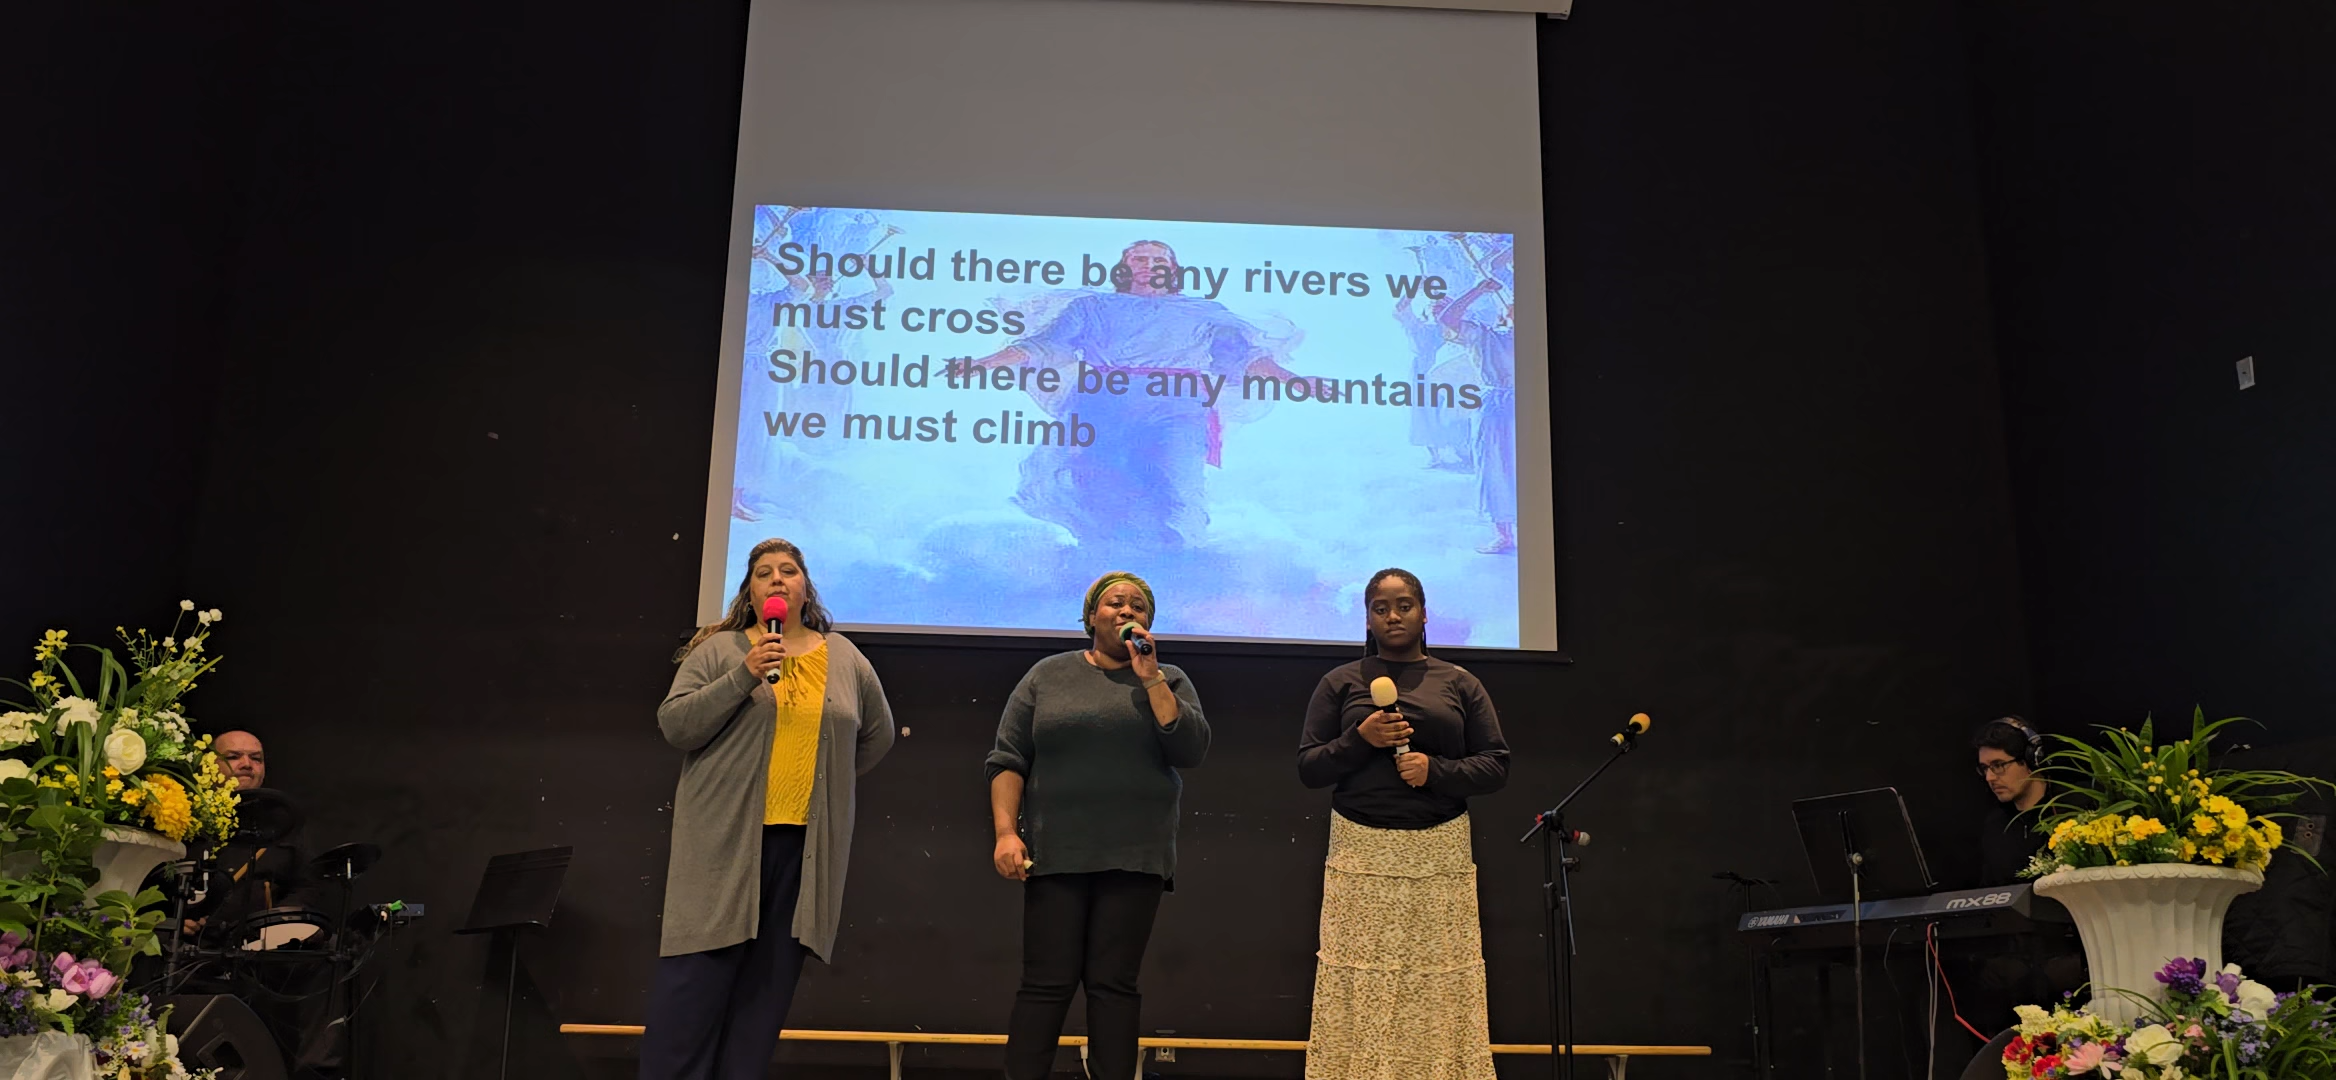 Should there be any rivers we
must cross
Should there be any mountains
we must climb
YAMAHA
MX88